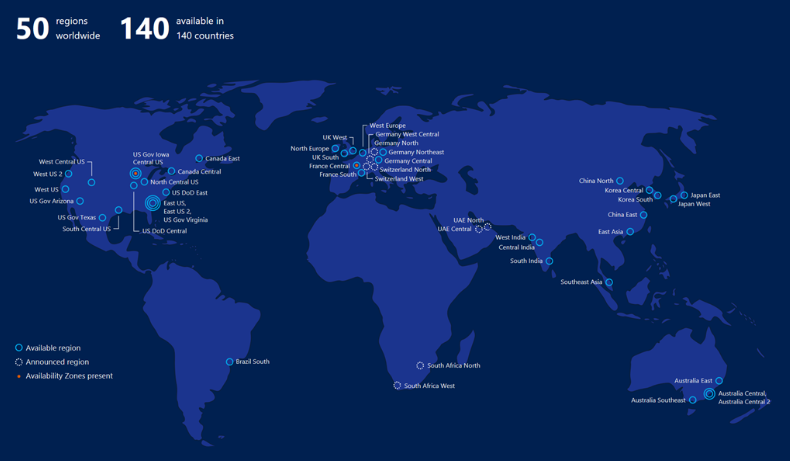 50 regions worldwide
140 available in 140 countries
West Central US
West US 2
West US
US Gov Arizona
US Gov Texas
South Central US
US Gov Iowa
Central US
Canada East
Canada Central
North Central US
US DoD East
East US,
East US 2,
US Gov Virginia
US DoD Central
Brazil South
UK West
North Europe
UK South
France Central
France South
West Europe
Germany West Central
Germany North
Germany Northeast
Germany Central
Switzerland North
Switzerland West
UAE North
UAE Central
South Africa North
South Africa West
West India
Central India
South India
China North
Korea Central
Korea South
Japan East
Japan West
China East
East Asia
Southeast Asia
Australia East
Australia Central,
Australia Central 2
Australia Southeast
Available region
Announced region
Availability Zones present